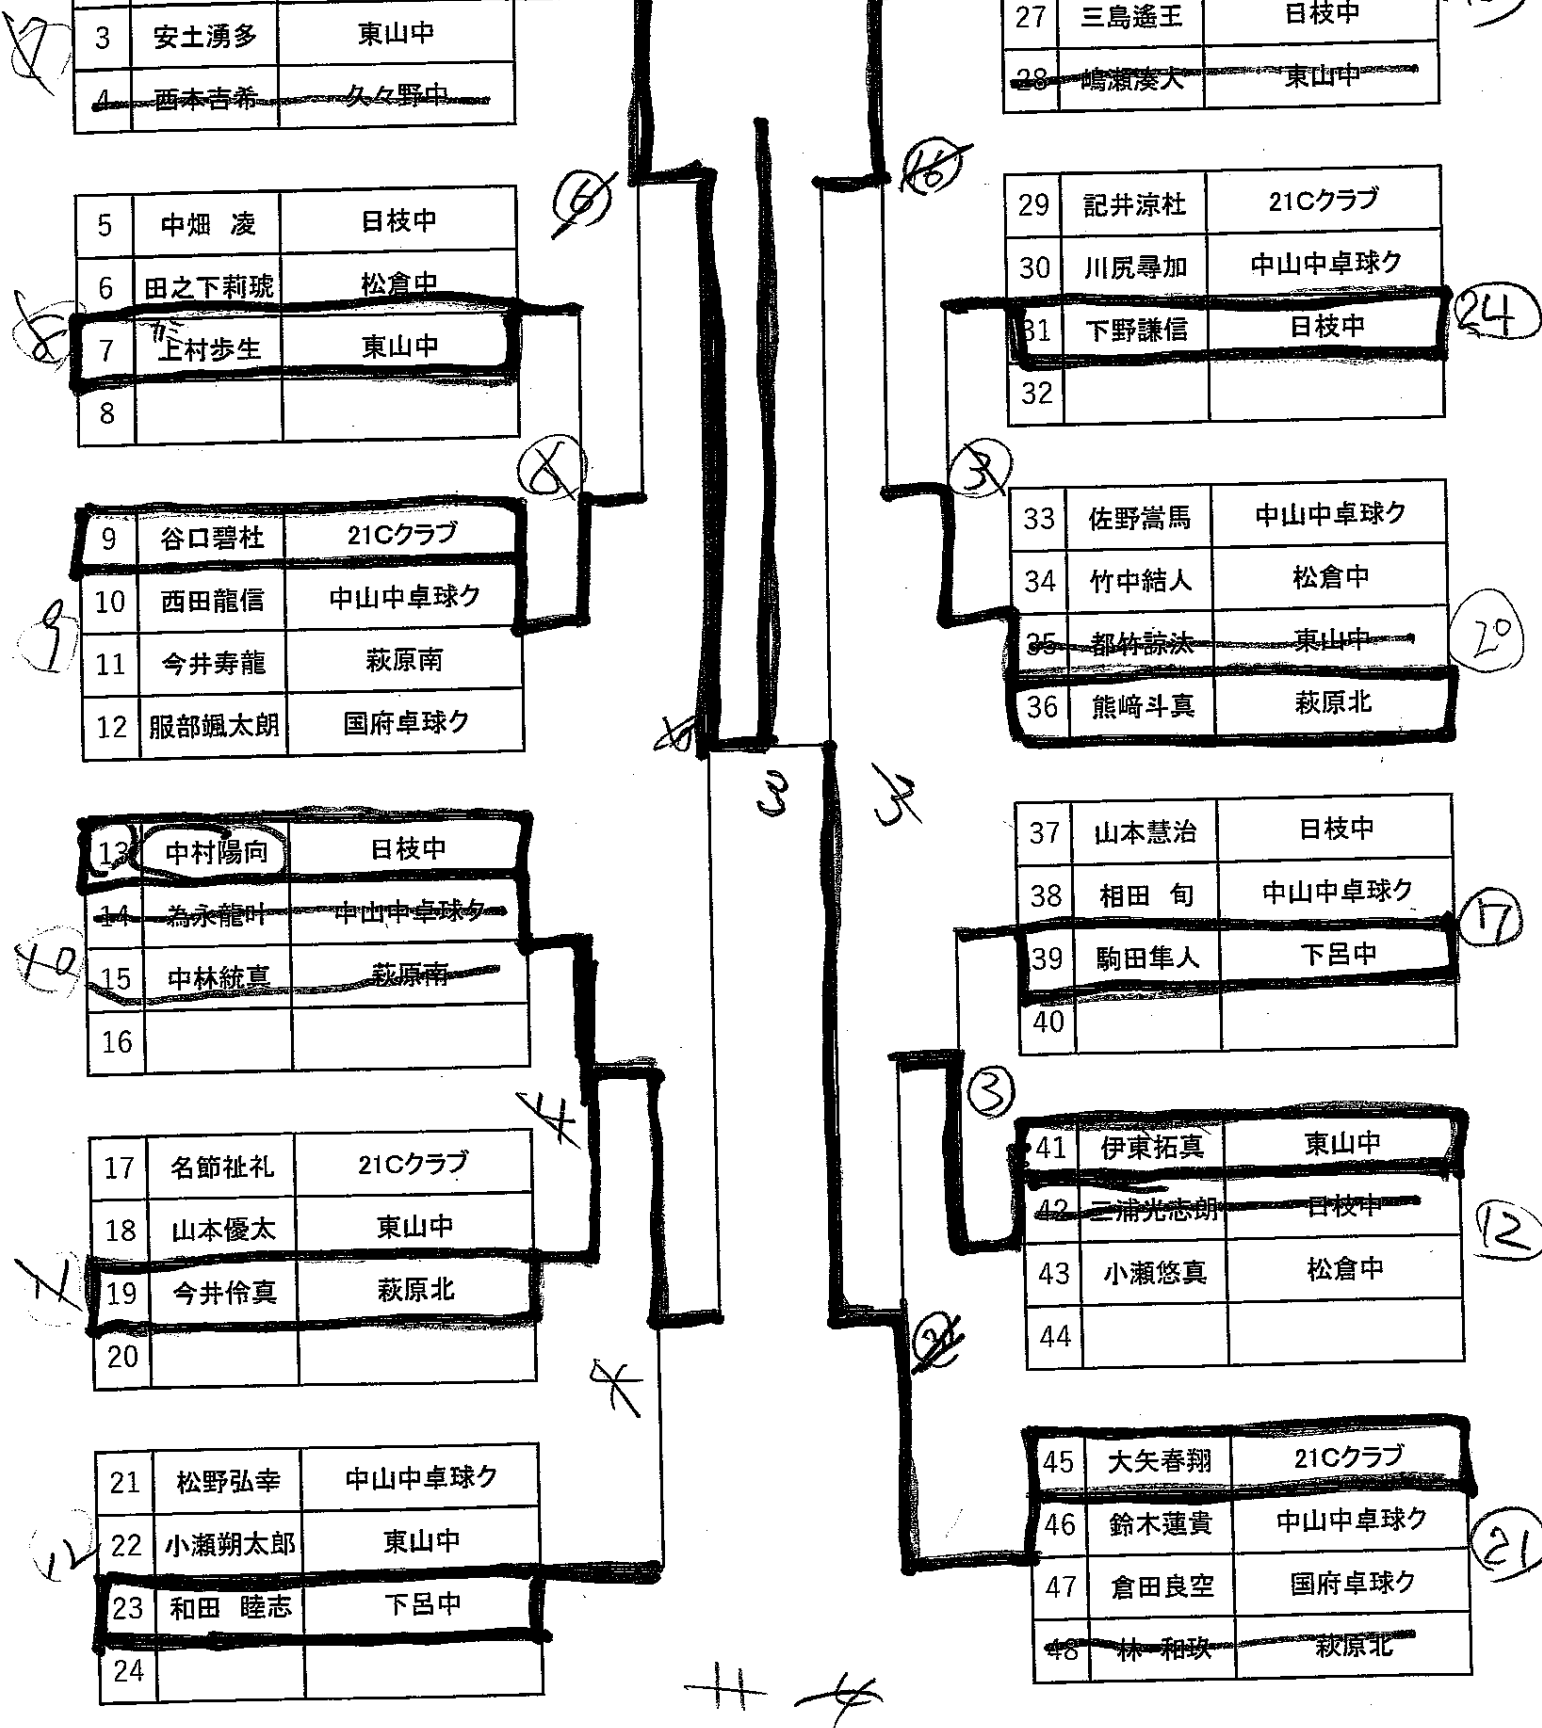 3 安土湧多 東山中
4 西本吉希 久々野中
5 中畑 凌 日枝中
6 田之下莉琥 松倉中
7 上村歩生 東山中
8
9 谷口碧杜 21Cクラブ
10 西田龍信 中山中卓球ク
11 今井寿龍 萩原南
12 服部颯太朗 国府卓球ク
13 中村陽向 日枝中
14 為永龍叶 中山中卓球ク
15 中林統真 萩原南
16
17 名節祉礼 21Cクラブ
18 山本優太 東山中
19 今井伶真 萩原北
20
21 松野弘幸 中山中卓球ク
22 小瀬朔太郎 東山中
23 和田 睦志 下呂中
24
7
6
が
8
6
9
10
4
11
4
12
3
3
11
4
27 三島遙王 日枝中
28 嶋瀬湊大 東山中
29 記井涼杜 21Cクラブ
30 川尻尋加 中山中卓球ク
31 下野謙信 日枝中
32
33 佐野嵩馬 中山中卓球ク
34 竹中結人 松倉中
35 都竹諒汰 東山中
36 熊﨑斗真 萩原北
37 山本慧治 日枝中
38 相田 旬 中山中卓球ク
39 駒田隼人 下呂中
40
41 伊東拓真 東山中
42 三浦光志朗 日枝中
43 小瀬悠真 松倉中
44
45 大矢春翔 21Cクラブ
46 鈴木蓮貴 中山中卓球ク
47 倉田良空 国府卓球ク
48 林 和玖 萩原北
16
24
3
20
17
3
12
21